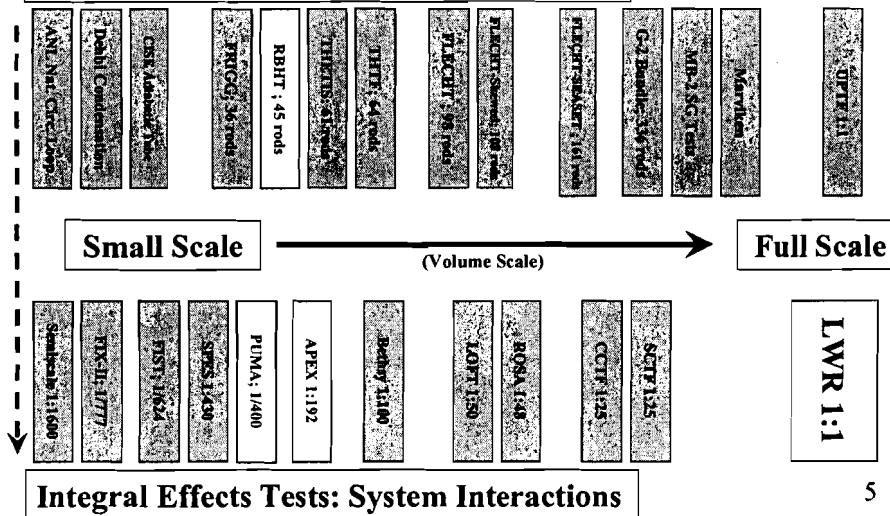 ANL Nat. Circ. Loop
Dehbi Condensation
CISE Adiabatic Tube
FRIGG; 36 rods
RBHT; 45 rods
THETIS; 61 rods
THTF; 64 rods
FLECHT; 98 rods
FLECHT-Skewed;
FLECHT-SEASET; 161 rods
G-2 Bundle; 336 rods
MB-2 SG Tests
Marviken
UPTF 1:1
Small Scale
(Volume Scale)
Full Scale
Semiscale 1:1600
FIX-II; 1/777
FIST; 1/624
SPES 1/430
PUMA; 1/400
APEX 1:192
Bethsy 1:100
LOFT 1:50
ROSA 1:48
CCTF 1:25
SCTF 1:25
LWR 1:1
Integral Effects Tests: System Interactions
5